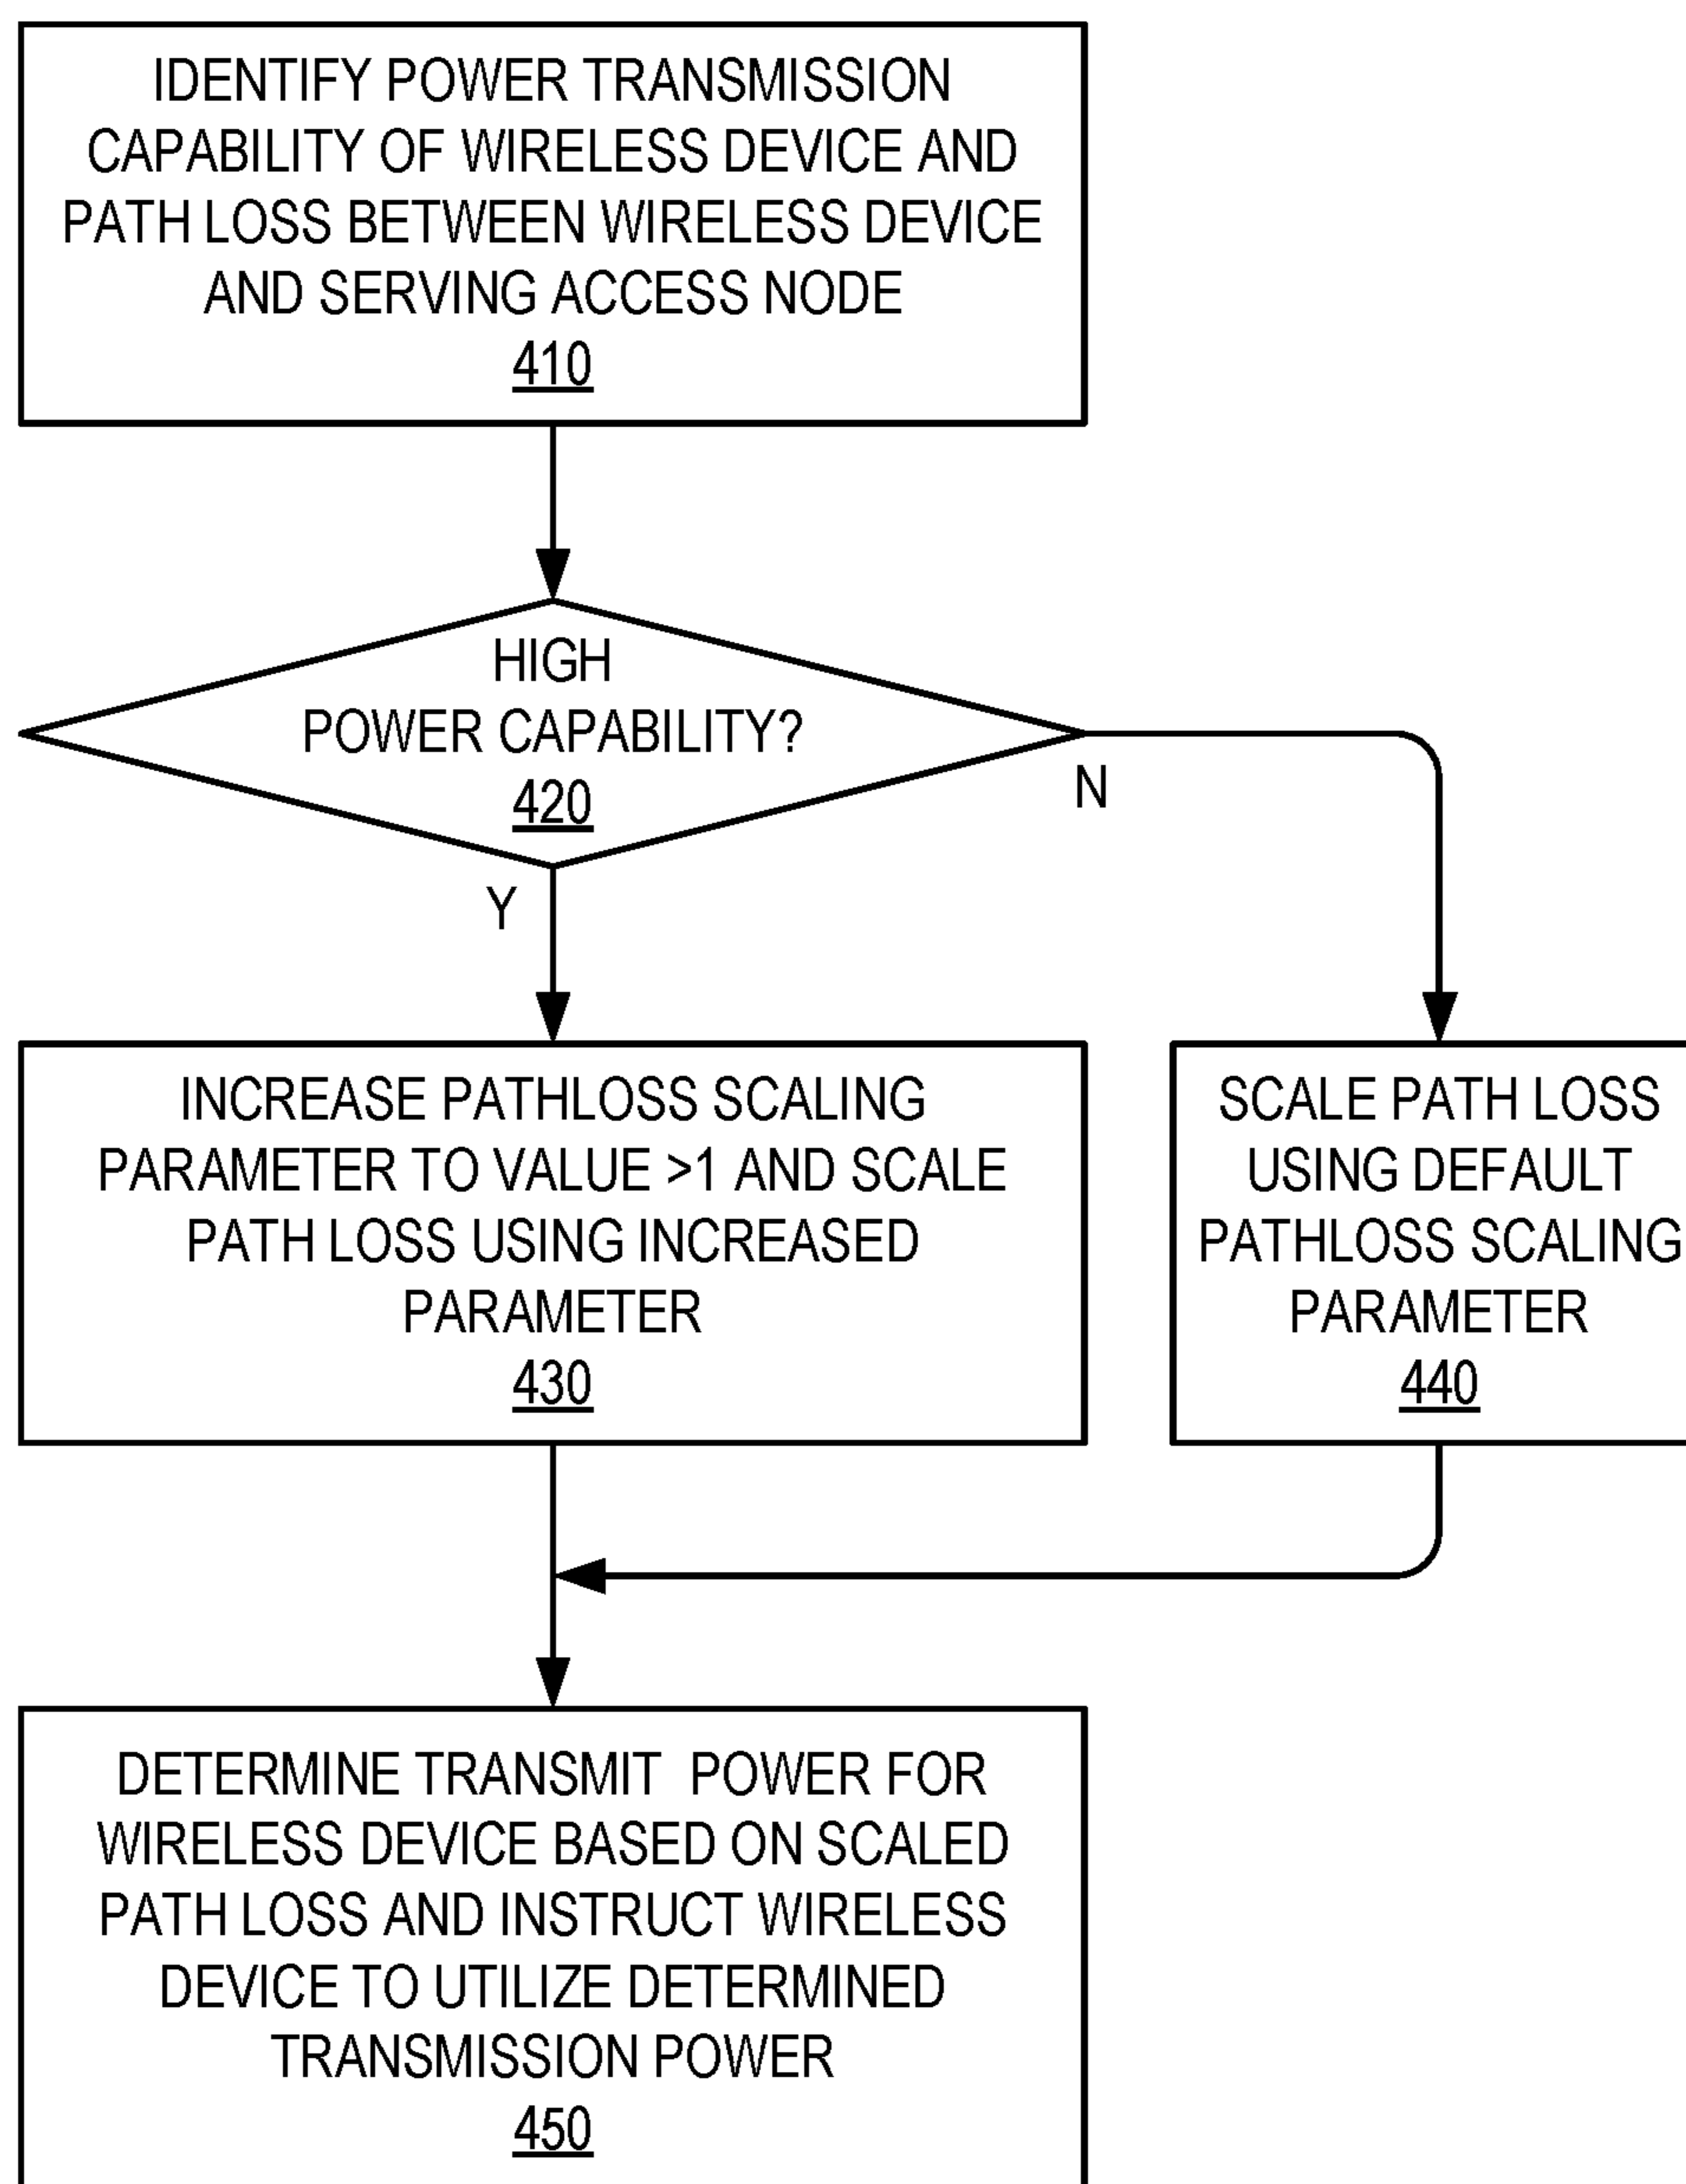 IDENTIFY POWER TRANSMISSION
CAPABILITY OF WIRELESS DEVICE AND
PATH LOSS BETWEEN WIRELESS DEVICE
AND SERVING ACCESS NODE
410
HIGH
POWER CAPABILITY?
420
N
Y
INCREASE PATHLOSS SCALING
PARAMETER TO VALUE >1 AND SCALE
PATH LOSS USING INCREASED
PARAMETER
430
SCALE PATH LOSS
USING DEFAULT
PATHLOSS SCALING
PARAMETER
440
DETERMINE TRANSMIT POWER FOR
WIRELESS DEVICE BASED ON SCALED
PATH LOSS AND INSTRUCT WIRELESS
DEVICE TO UTILIZE DETERMINED
TRANSMISSION POWER
450